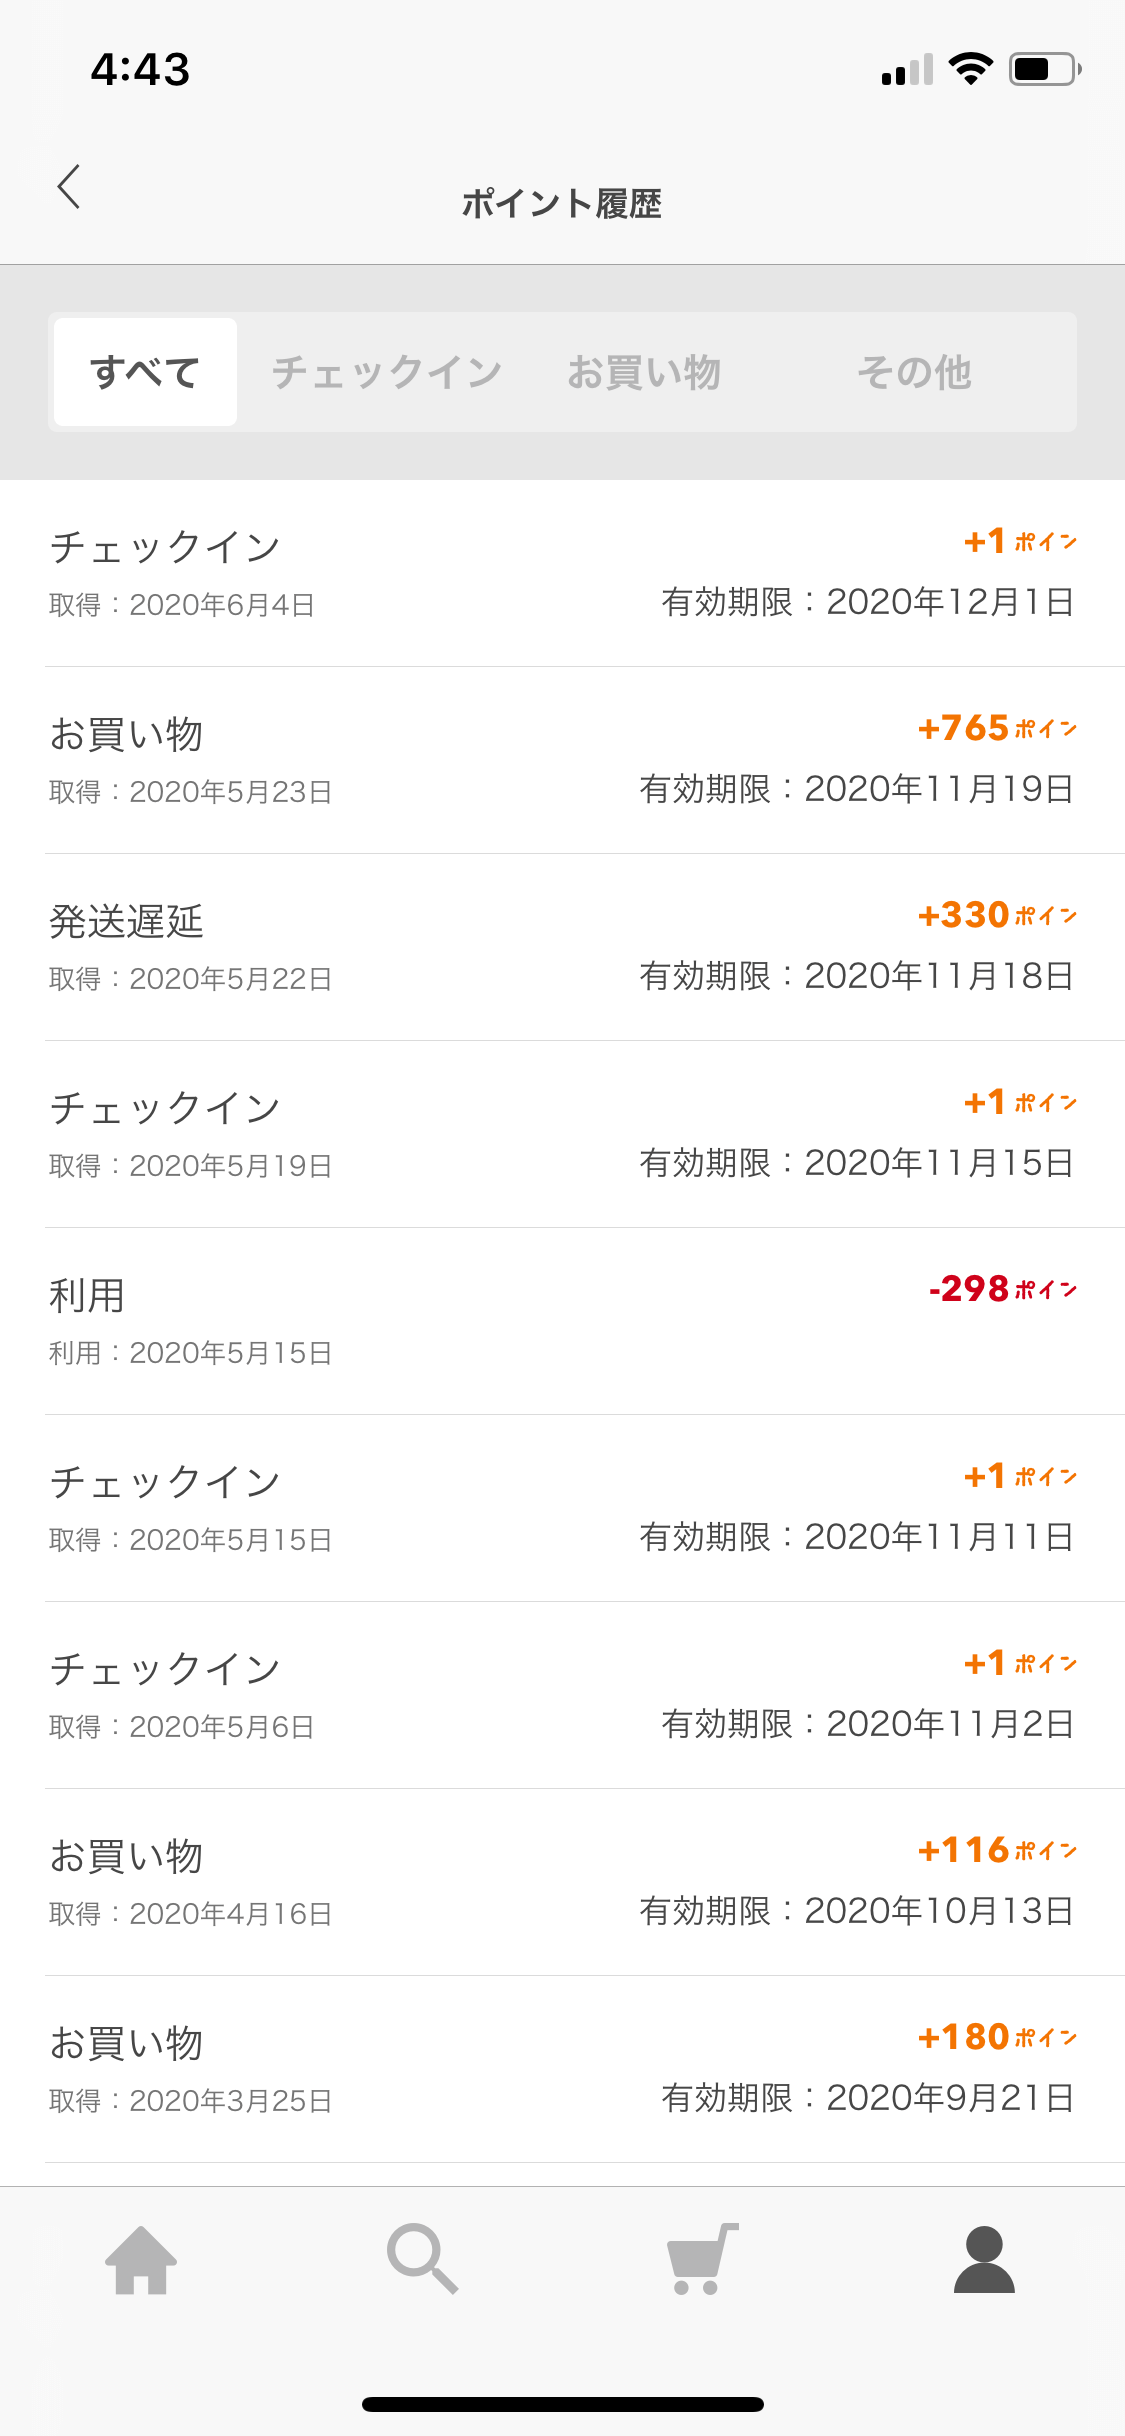 4:43
ポイント履歴
すべて チェックイン お買い物 その他
チェックイン +1ポイン
取得：2020年6月4日 有効期限：2020年12月1日
お買い物 +765ポイン
取得：2020年5月23日 有効期限：2020年11月19日
発送遅延 +330ポイン
取得：2020年5月22日 有効期限：2020年11月18日
チェックイン +1ポイン
取得：2020年5月19日 有効期限：2020年11月15日
利用 -298ポイン
利用：2020年5月15日
チェックイン +1ポイン
取得：2020年5月15日 有効期限：2020年11月11日
チェックイン +1ポイン
取得：2020年5月6日 有効期限：2020年11月2日
お買い物 +116ポイン
取得：2020年4月16日 有効期限：2020年10月13日
お買い物 +180ポイン
取得：2020年3月25日 有効期限：2020年9月21日